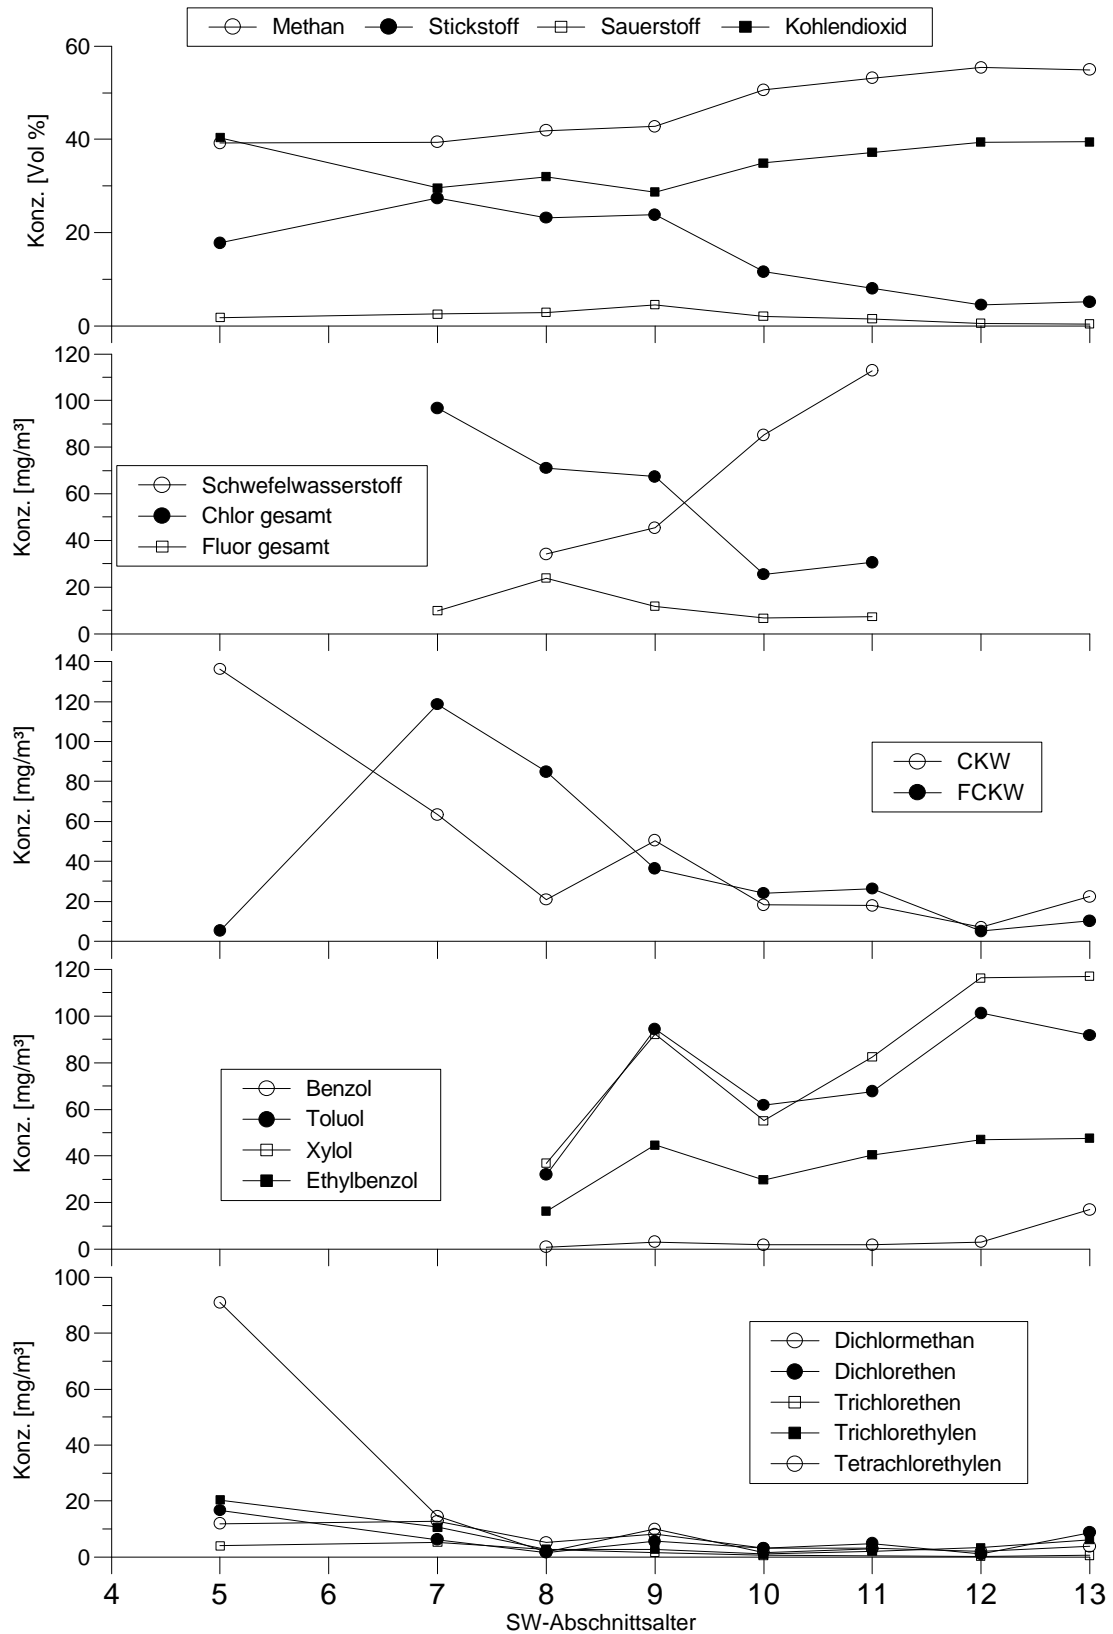 Methan Stickstoff Sauerstoff Kohlendioxid
60
40
20
0
Konz. [Vol %]
120
100
80
60
40
20
0
Konz. [mg/m³]
Schwefelwasserstoff
Chlor gesamt
Fluor gesamt
140
120
100
80
60
40
20
0
Konz. [mg/m³]
CKW
FCKW
120
100
80
60
40
20
0
Konz. [mg/m³]
Benzol
Toluol
Xylol
Ethylbenzol
100
80
60
40
20
0
Konz. [mg/m³]
Dichlormethan
Dichlorethen
Trichlorethen
Trichlorethylen
Tetrachlorethylen
4 5 6 7 8 9 10 11 12 13
SW-Abschnittsalter